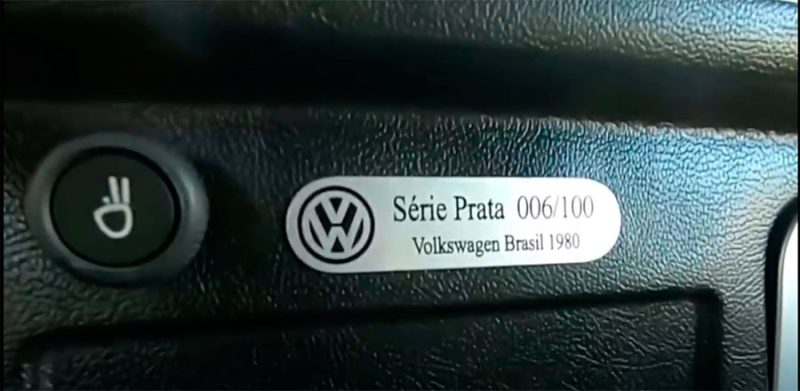 Série Prata 006/100
Volkswagen Brasil 1980